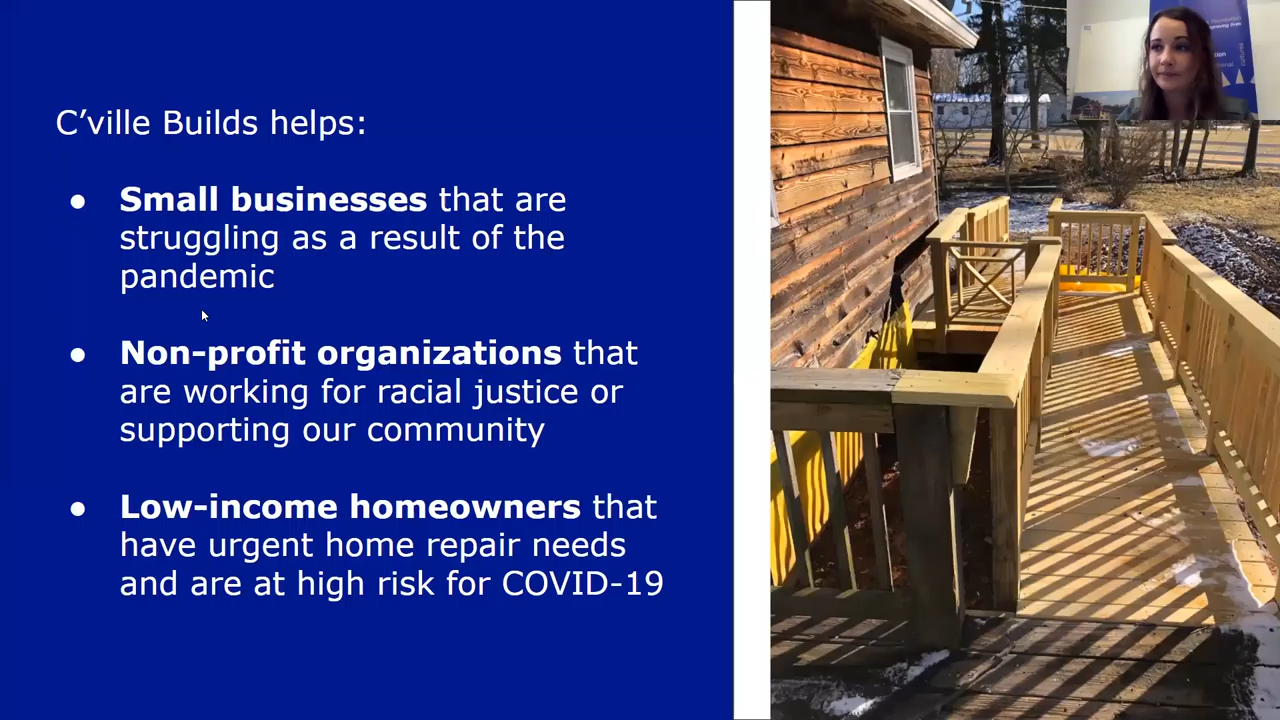 C’ville Builds helps:
● Small businesses that are
struggling as a result of the
pandemic
● Non-profit organizations that
are working for racial justice or
supporting our community
● Low-income homeowners that
have urgent home repair needs
and are at high risk for COVID-19